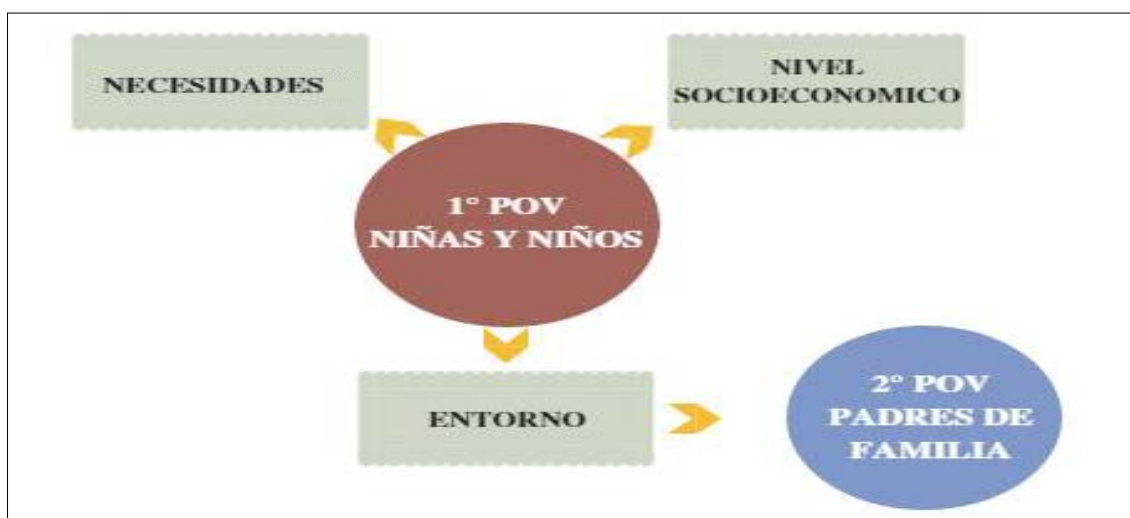 NECESIDADES
NIVEL
SOCIOECONOMICO
1° POV
NIÑAS Y NIÑOS
ENTORNO
2° POV
PADRES DE
FAMILIA